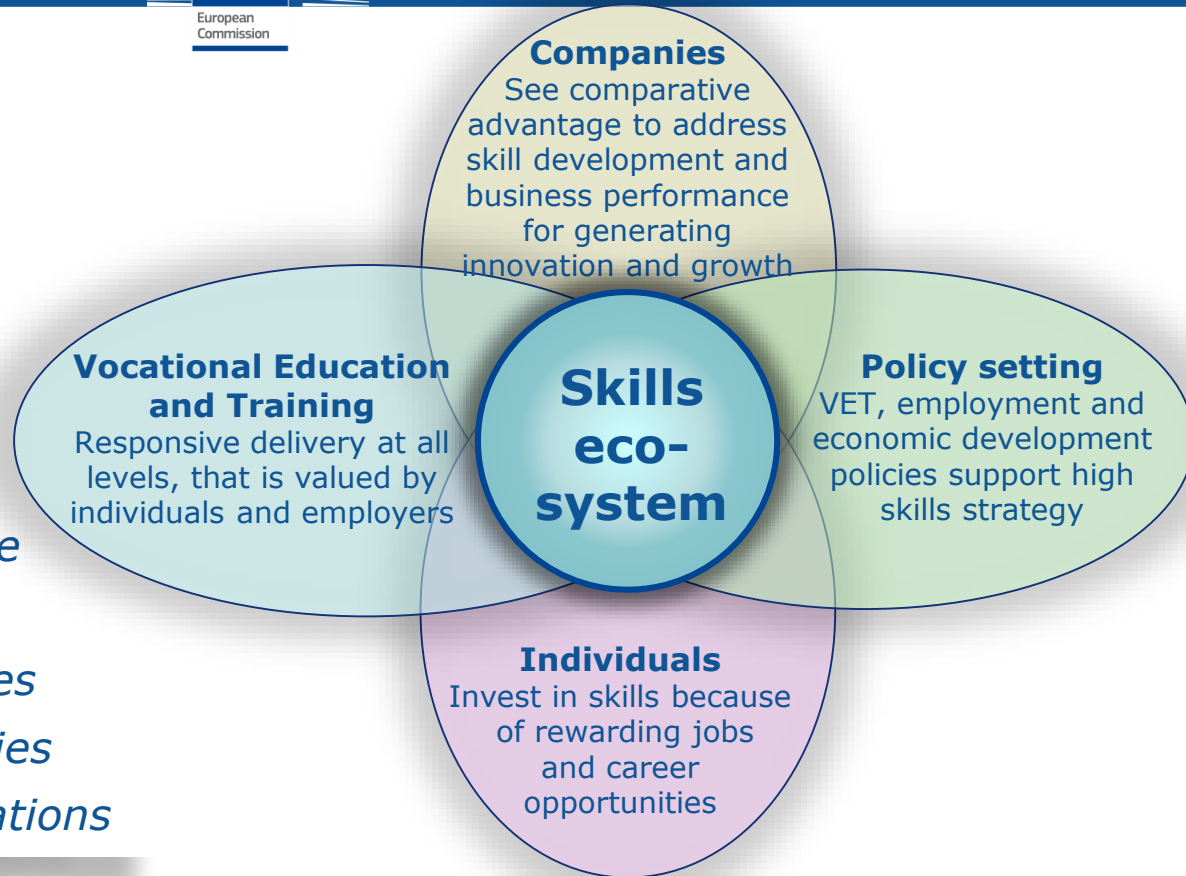 European
Commission
Companies
See comparative
advantage to address
skill development and
business performance
for generating
innovation and growth
Vocational Education
and Training
Responsive delivery at all
levels, that is valued by
individuals and employers
Skills
eco-
system
Policy setting
VET, employment and
economic development
policies support high
skills strategy
Individuals
Invest in skills because
of rewarding jobs
and career
opportunities